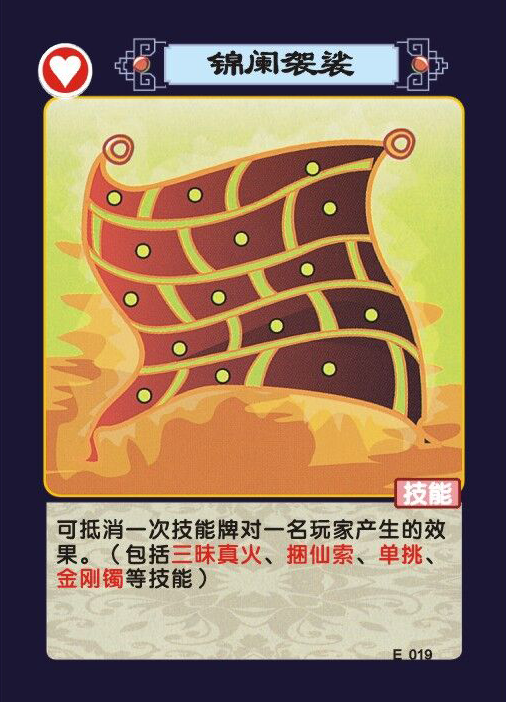 锦阑袈裟
技能
可抵消一次技能牌对一名玩家产生的效
果。（包括三昧真火、捆仙索、单挑、
金刚镯等技能）
E 019